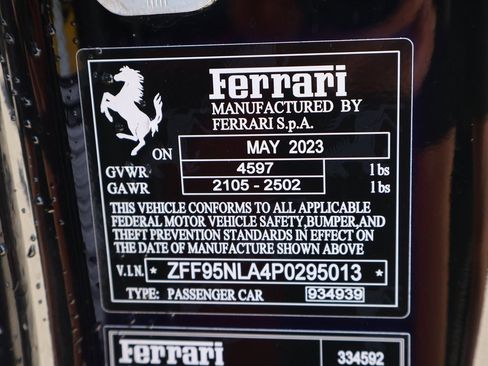 Ferrari
MANUFACTURED BY
FERRARI S.p.A.
ON MAY 2023
GVWR 4597 lbs
GAWR 2105 - 2502 lbs
THIS VEHICLE CONFORMS TO ALL APPLICABLE
FEDERAL MOTOR VEHICLE SAFETY,BUMPER,AND
THEFT PREVENTION STANDARDS IN EFFECT ON
THE DATE OF MANUFACTURE SHOWN ABOVE
V.I.N. * ZFF95NLA4P0295013 *
TYPE: PASSENGER CAR 934939
Ferrari 334592